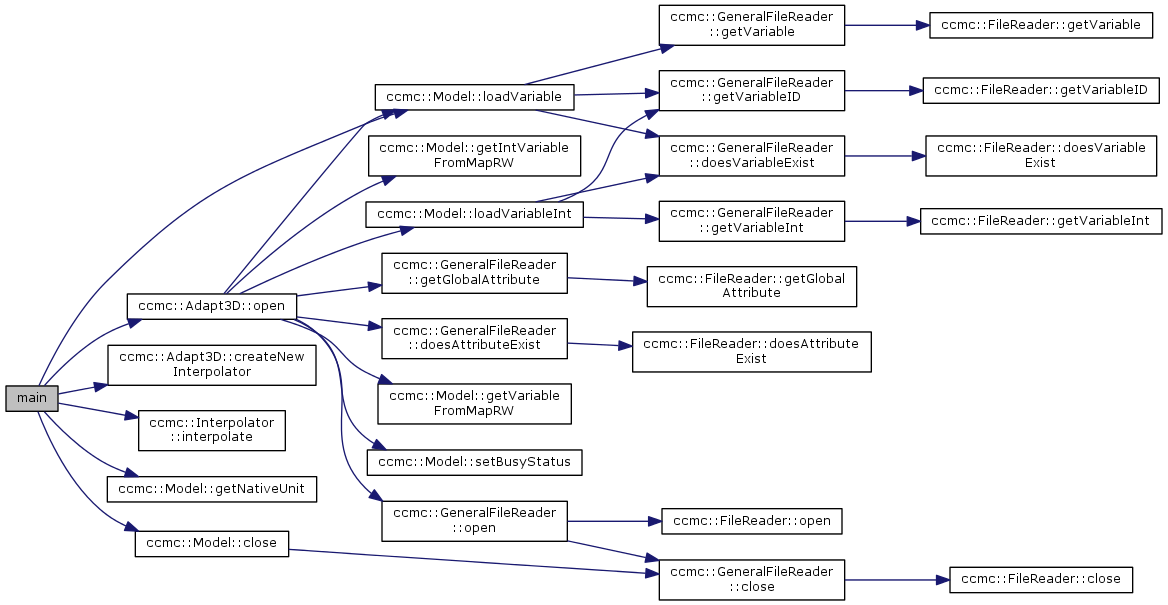 main
ccmc::Adapt3D::open
ccmc::Adapt3D::createNew
Interpolator
ccmc::Interpolator
::interpolate
ccmc::Model::getNativeUnit
ccmc::Model::close
ccmc::Model::loadVariable
ccmc::Model::getIntVariable
FromMapRW
ccmc::Model::loadVariableInt
ccmc::GeneralFileReader
::getGlobalAttribute
ccmc::GeneralFileReader
::doesAttributeExist
ccmc::Model::getVariable
FromMapRW
ccmc::Model::setBusyStatus
ccmc::GeneralFileReader
::open
ccmc::GeneralFileReader
::getVariable
ccmc::GeneralFileReader
::getVariableID
ccmc::GeneralFileReader
::doesVariableExist
ccmc::GeneralFileReader
::getVariableInt
ccmc::FileReader::getGlobal
Attribute
ccmc::FileReader::doesAttribute
Exist
ccmc::FileReader::open
ccmc::GeneralFileReader
::close
ccmc::FileReader::getVariable
ccmc::FileReader::getVariableID
ccmc::FileReader::doesVariable
Exist
ccmc::FileReader::getVariableInt
ccmc::FileReader::close